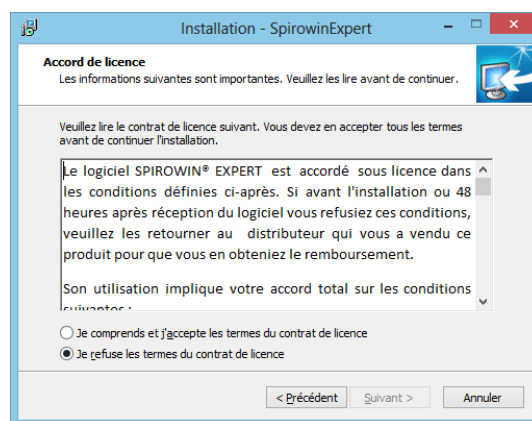 Installation - SpirowinExpert
Accord de licence
Les informations suivantes sont importantes. Veuillez les lire avant de continuer.
Veuillez lire le contrat de licence suivant. Vous devez en accepter tous les termes
avant de continuer l'installation.
Le logiciel SPIROWIN® EXPERT est accordé sous licence dans
les conditions définies ci-après. Si avant l'installation ou 48
heures après réception du logiciel vous refusiez ces conditions,
veuillez les retourner au distributeur qui vous a vendu ce
produit pour que vous en obteniez le remboursement.
Son utilisation implique votre accord total sur les conditions
suivantes :
Je comprends et j'accepte les termes du contrat de licence
Je refuse les termes du contrat de licence
< Précédent
Suivant >
Annuler